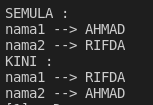 SEMULA :
nama1 --> AHMAD
nama2 --> RIFDA
KINI :
nama1 --> RIFDA
nama2 --> AHMAD